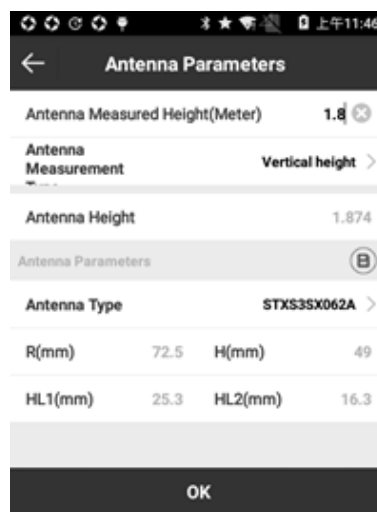 上午11:46
Antenna Parameters
Antenna Measured Height(Meter) 1.8
Antenna Vertical height
Measurement
Antenna Height 1.874
Antenna Parameters
Antenna Type STXS3SX062A
R(mm) 72.5 H(mm) 49
HL1(mm) 25.3 HL2(mm) 16.3
OK